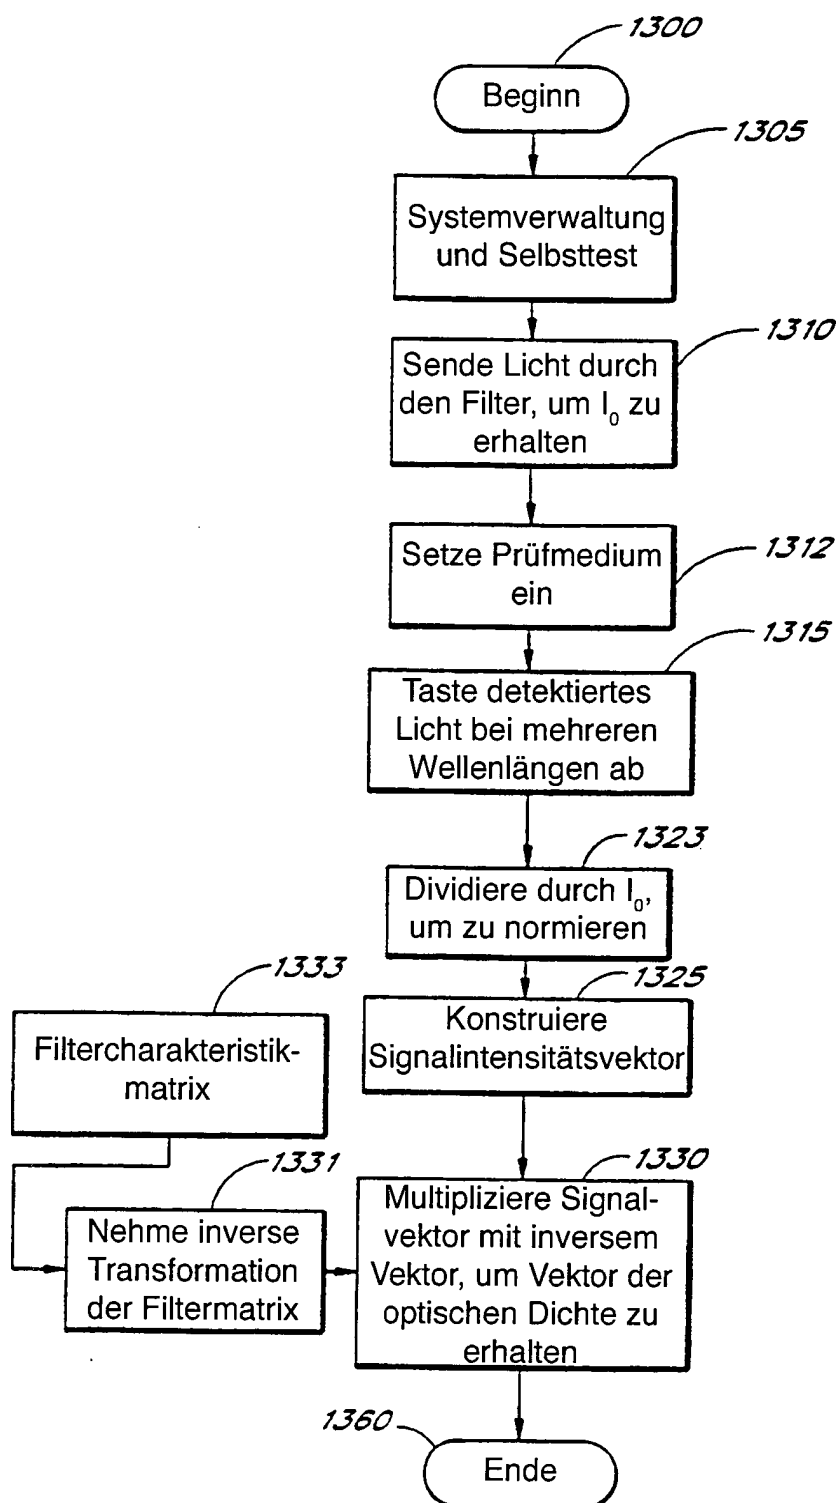 1300
Beginn
1305
Systemverwaltung
und Selbsttest
1310
Sende Licht durch
den Filter, um I₀ zu
erhalten
1312
Setze Prüfmedium
ein
1315
Taste detektiertes
Licht bei mehreren
Wellenlängen ab
1323
Dividiere durch I₀,
um zu normieren
1325
Konstruiere
Signalintensitätsvektor
1333
Filtercharakteristik-
matrix
1331
Nehme inverse
Transformation
der Filtermatrix
1330
Multipliziere Signal-
vektor mit inversem
Vektor, um Vektor der
optischen Dichte zu
erhalten
1360
Ende